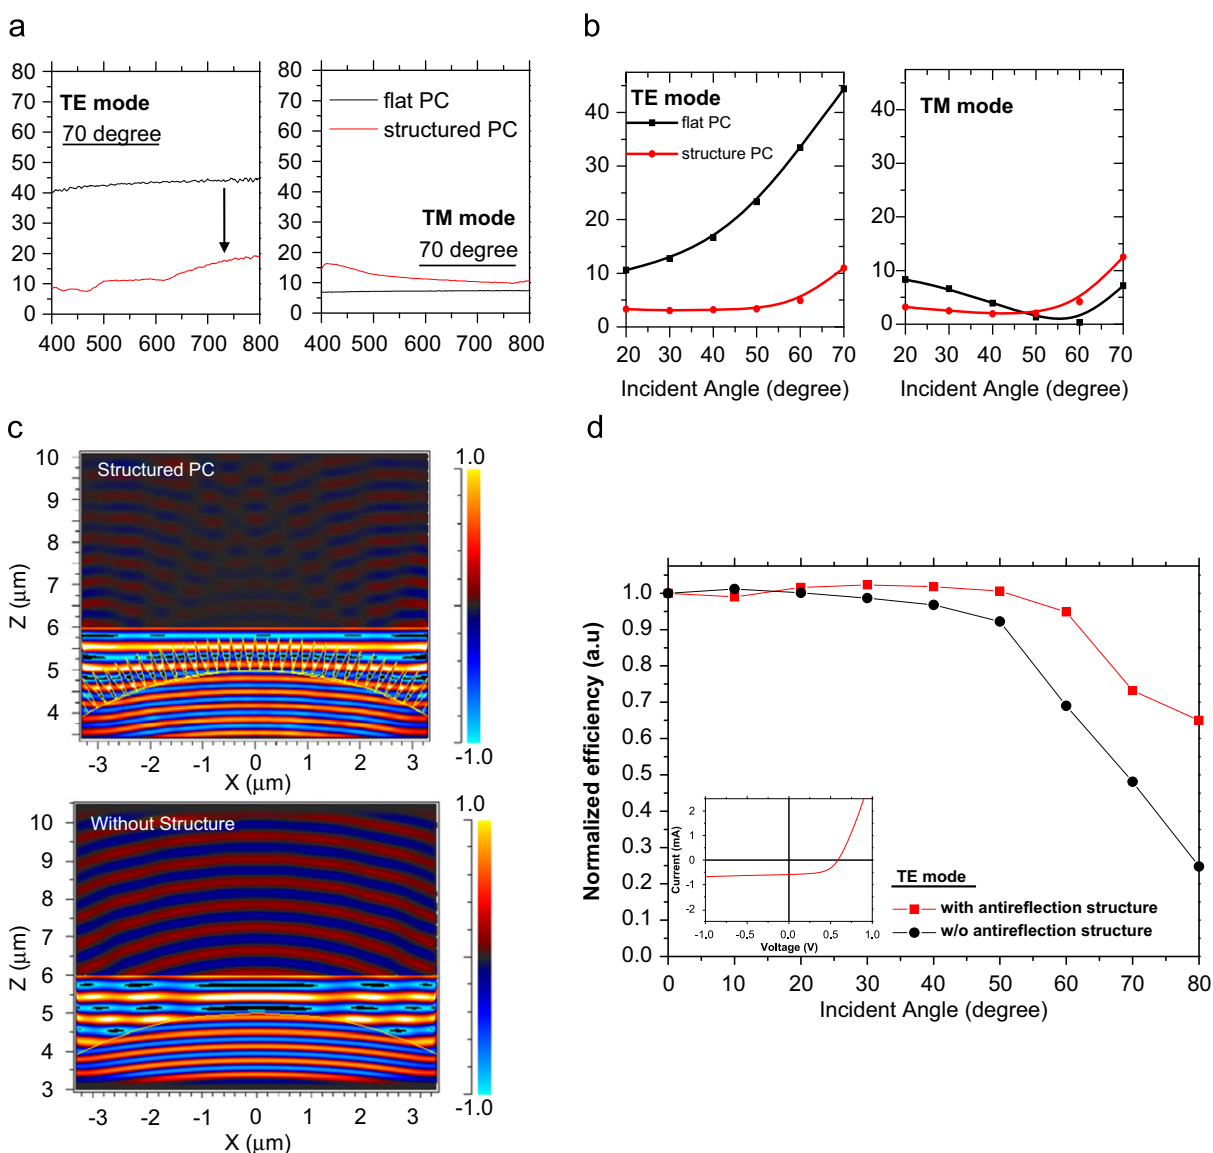 a
80
70
60
50
40
30
20
10
0
TE mode
70 degree
400 500 600 700 800
80
70
60
50
40
30
20
10
0
flat PC
structured PC
TM mode
70 degree
400 500 600 700 800
b
40
30
20
10
0
TE mode
flat PC
structure PC
20 30 40 50 60 70
Incident Angle (degree)
40
30
20
10
0
TM mode
20 30 40 50 60 70
Incident Angle (degree)
c
10
9
8
7
6
5
4
Z (μm)
Structured PC
-3 -2 -1 0 1 2 3
X (μm)
1.0
-1.0
10
9
8
7
6
5
4
3
Z (μm)
Without Structure
-3 -2 -1 0 1 2 3
X (μm)
1.0
-1.0
d
1.0
0.9
0.8
0.7
0.6
0.5
0.4
0.3
0.2
0.1
0.0
Normalized efficiency (a.u)
2
1
0
-1
-2
Current (mA)
-1.0 -0.5 0.0 0.5 1.0
Voltage (V)
TE mode
with antireflection structure
w/o antireflection structure
0 10 20 30 40 50 60 70 80
Incident Angle (degree)